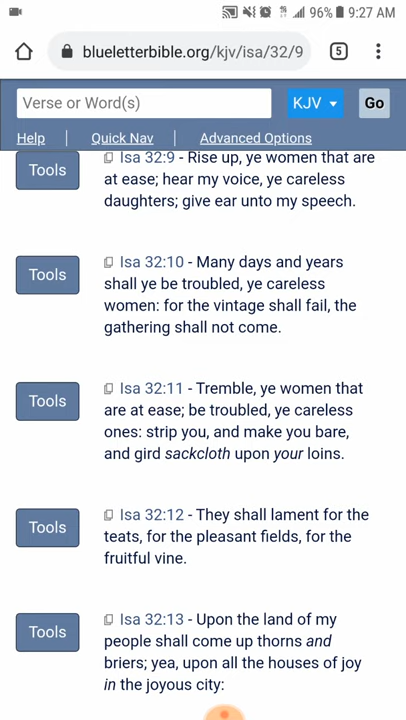 96% 9:27 AM
blueletterbible.org/kjv/isa/32/9
5
Verse or Word(s)
KJV
Go
Help | Quick Nav | Advanced Options
Tools
Isa 32:9 - Rise up, ye women that are
at ease; hear my voice, ye careless
daughters; give ear unto my speech.
Tools
Isa 32:10 - Many days and years
shall ye be troubled, ye careless
women: for the vintage shall fail, the
gathering shall not come.
Tools
Isa 32:11 - Tremble, ye women that
are at ease; be troubled, ye careless
ones: strip you, and make you bare,
and gird sackcloth upon your loins.
Tools
Isa 32:12 - They shall lament for the
teats, for the pleasant fields, for the
fruitful vine.
Tools
Isa 32:13 - Upon the land of my
people shall come up thorns and
briers; yea, upon all the houses of joy
in the joyous city: